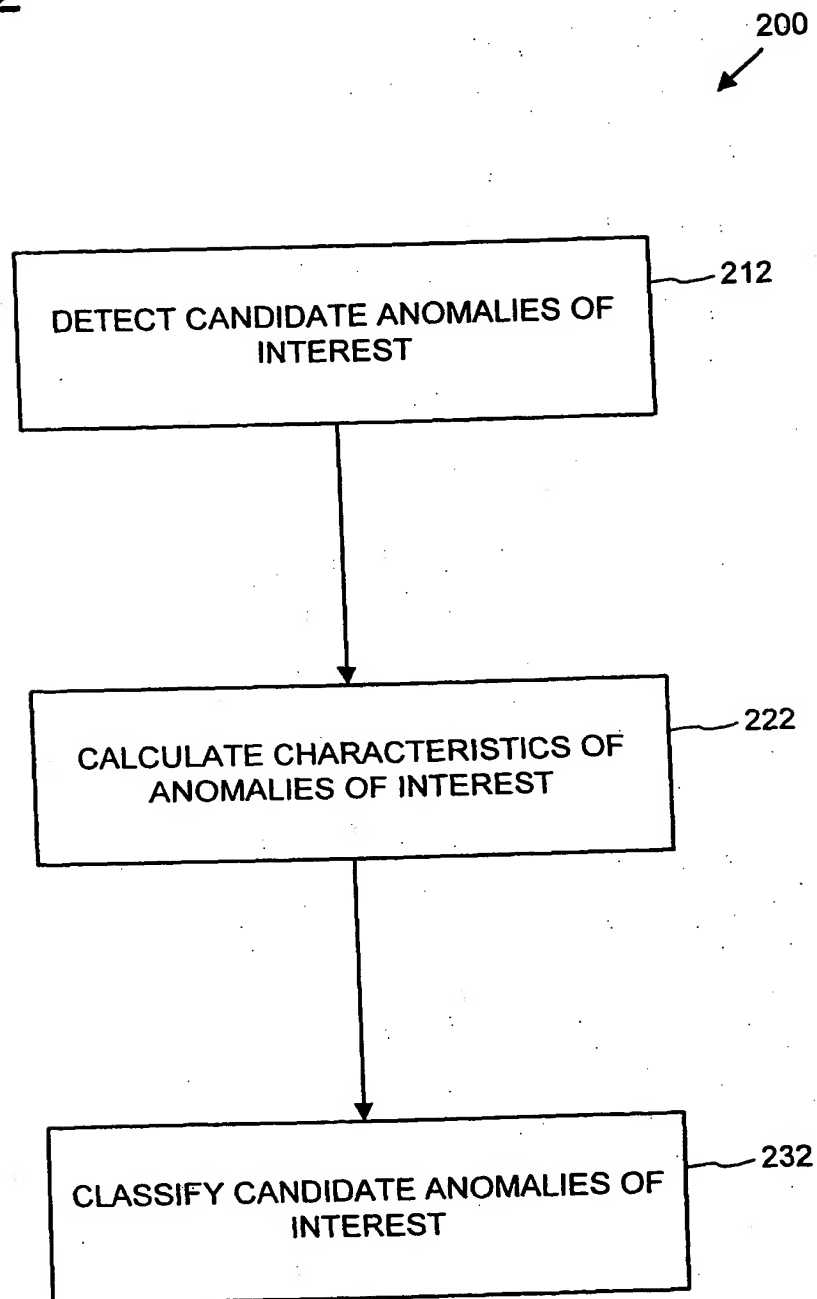 200
DETECT CANDIDATE ANOMALIES OF
INTEREST
212
CALCULATE CHARACTERISTICS OF
ANOMALIES OF INTEREST
222
CLASSIFY CANDIDATE ANOMALIES OF
INTEREST
232